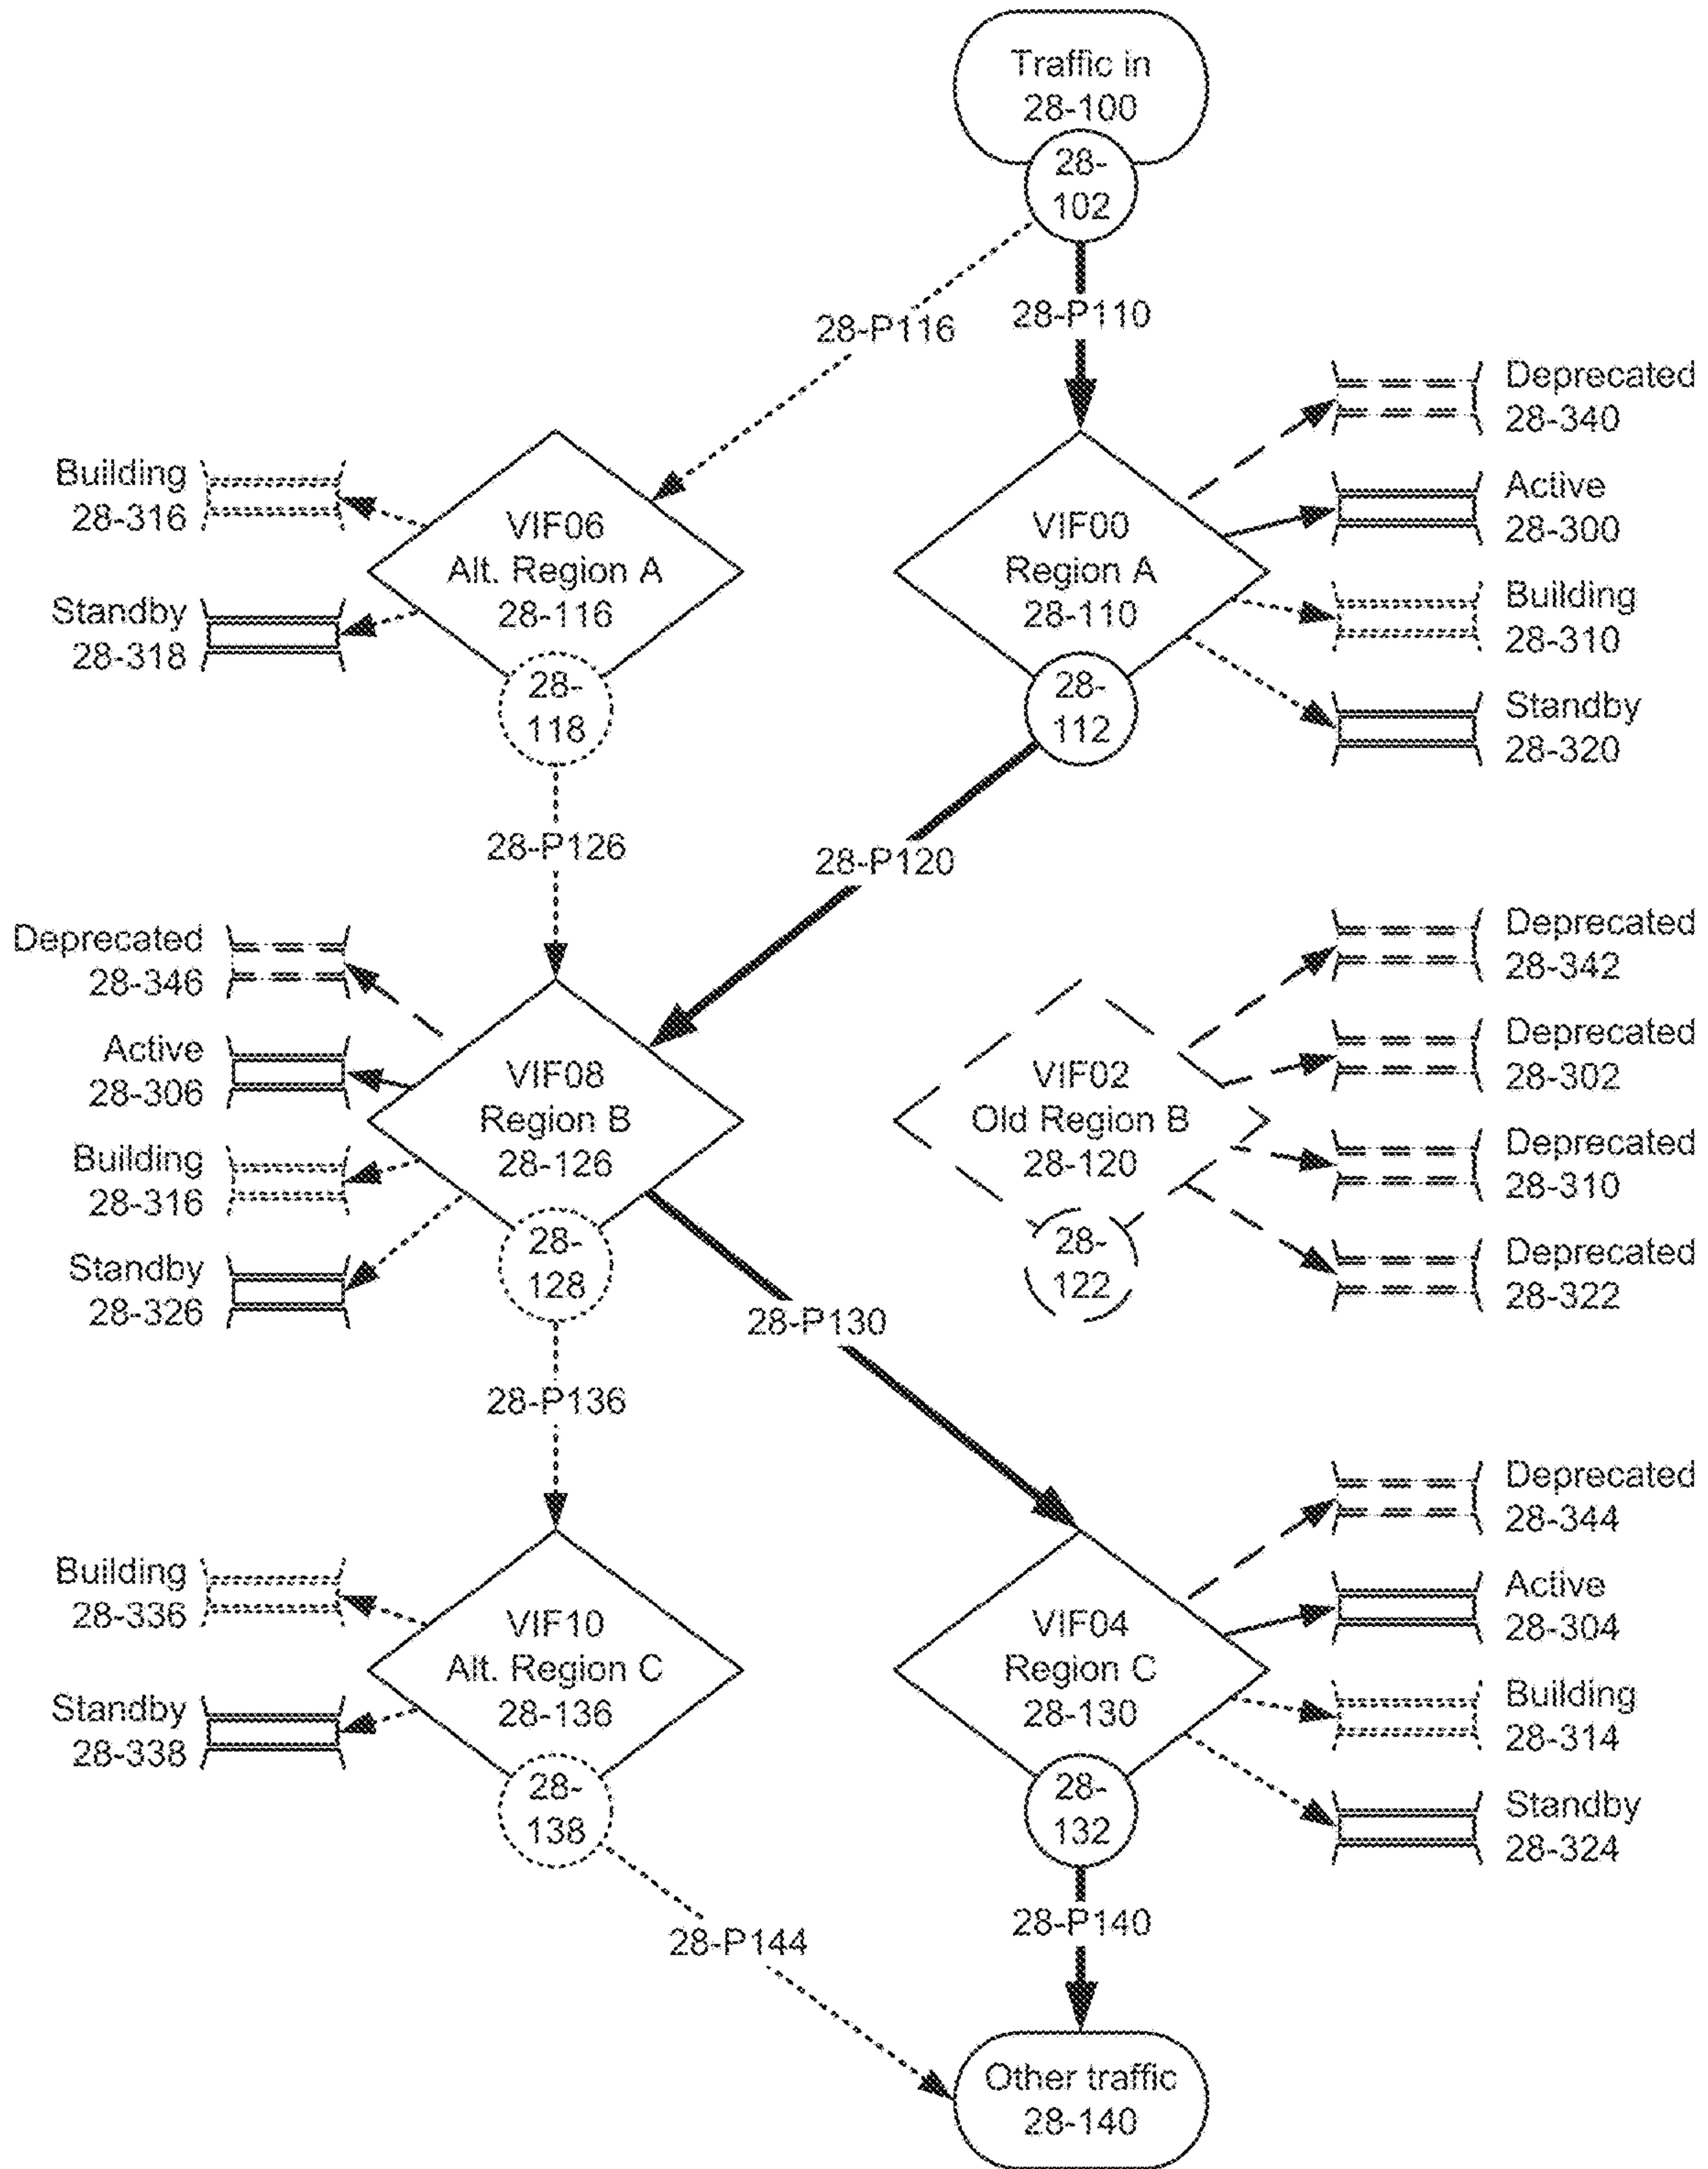 Traffic in
28-100
28-
102
28-P116
28-P110
Building
28-316
Standby
28-318
VIF06
Alt. Region A
28-116
28-
118
VIF00
Region A
28-110
28-
112
Deprecated
28-340
Active
28-300
Building
28-310
Standby
28-320
28-P126
28-P120
Deprecated
28-346
Active
28-306
Building
28-316
Standby
28-326
VIF08
Region B
28-126
28-
128
VIF02
Old Region B
28-120
28-
122
Deprecated
28-342
Deprecated
28-302
Deprecated
28-310
Deprecated
28-322
28-P130
28-P136
Building
28-336
Standby
28-338
VIF10
Alt. Region C
28-136
28-
138
VIF04
Region C
28-130
28-
132
Deprecated
28-344
Active
28-304
Building
28-314
Standby
28-324
28-P144
28-P140
Other traffic
28-140